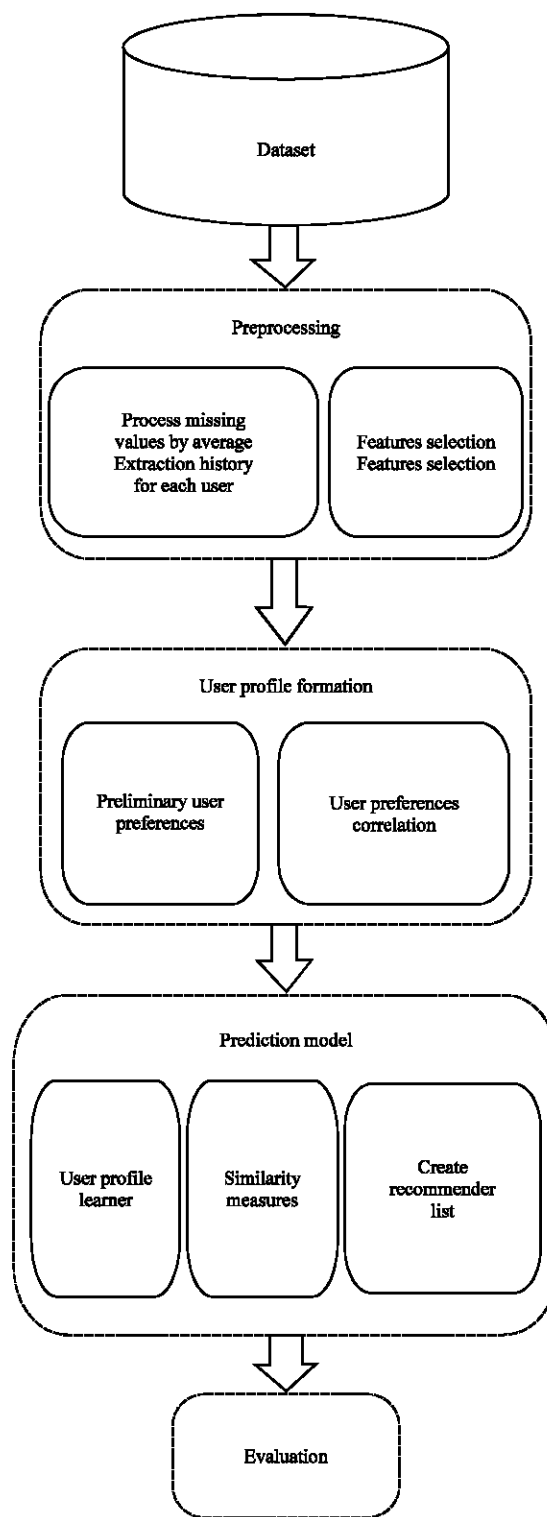 Dataset
Preprocessing
Process missing
values by average
Extraction history
for each user
Features selection
Features selection
User profile formation
Preliminary user
preferences
User preferences
correlation
Prediction model
User profile
learner
Similarity
measures
Create
recommender
list
Evaluation